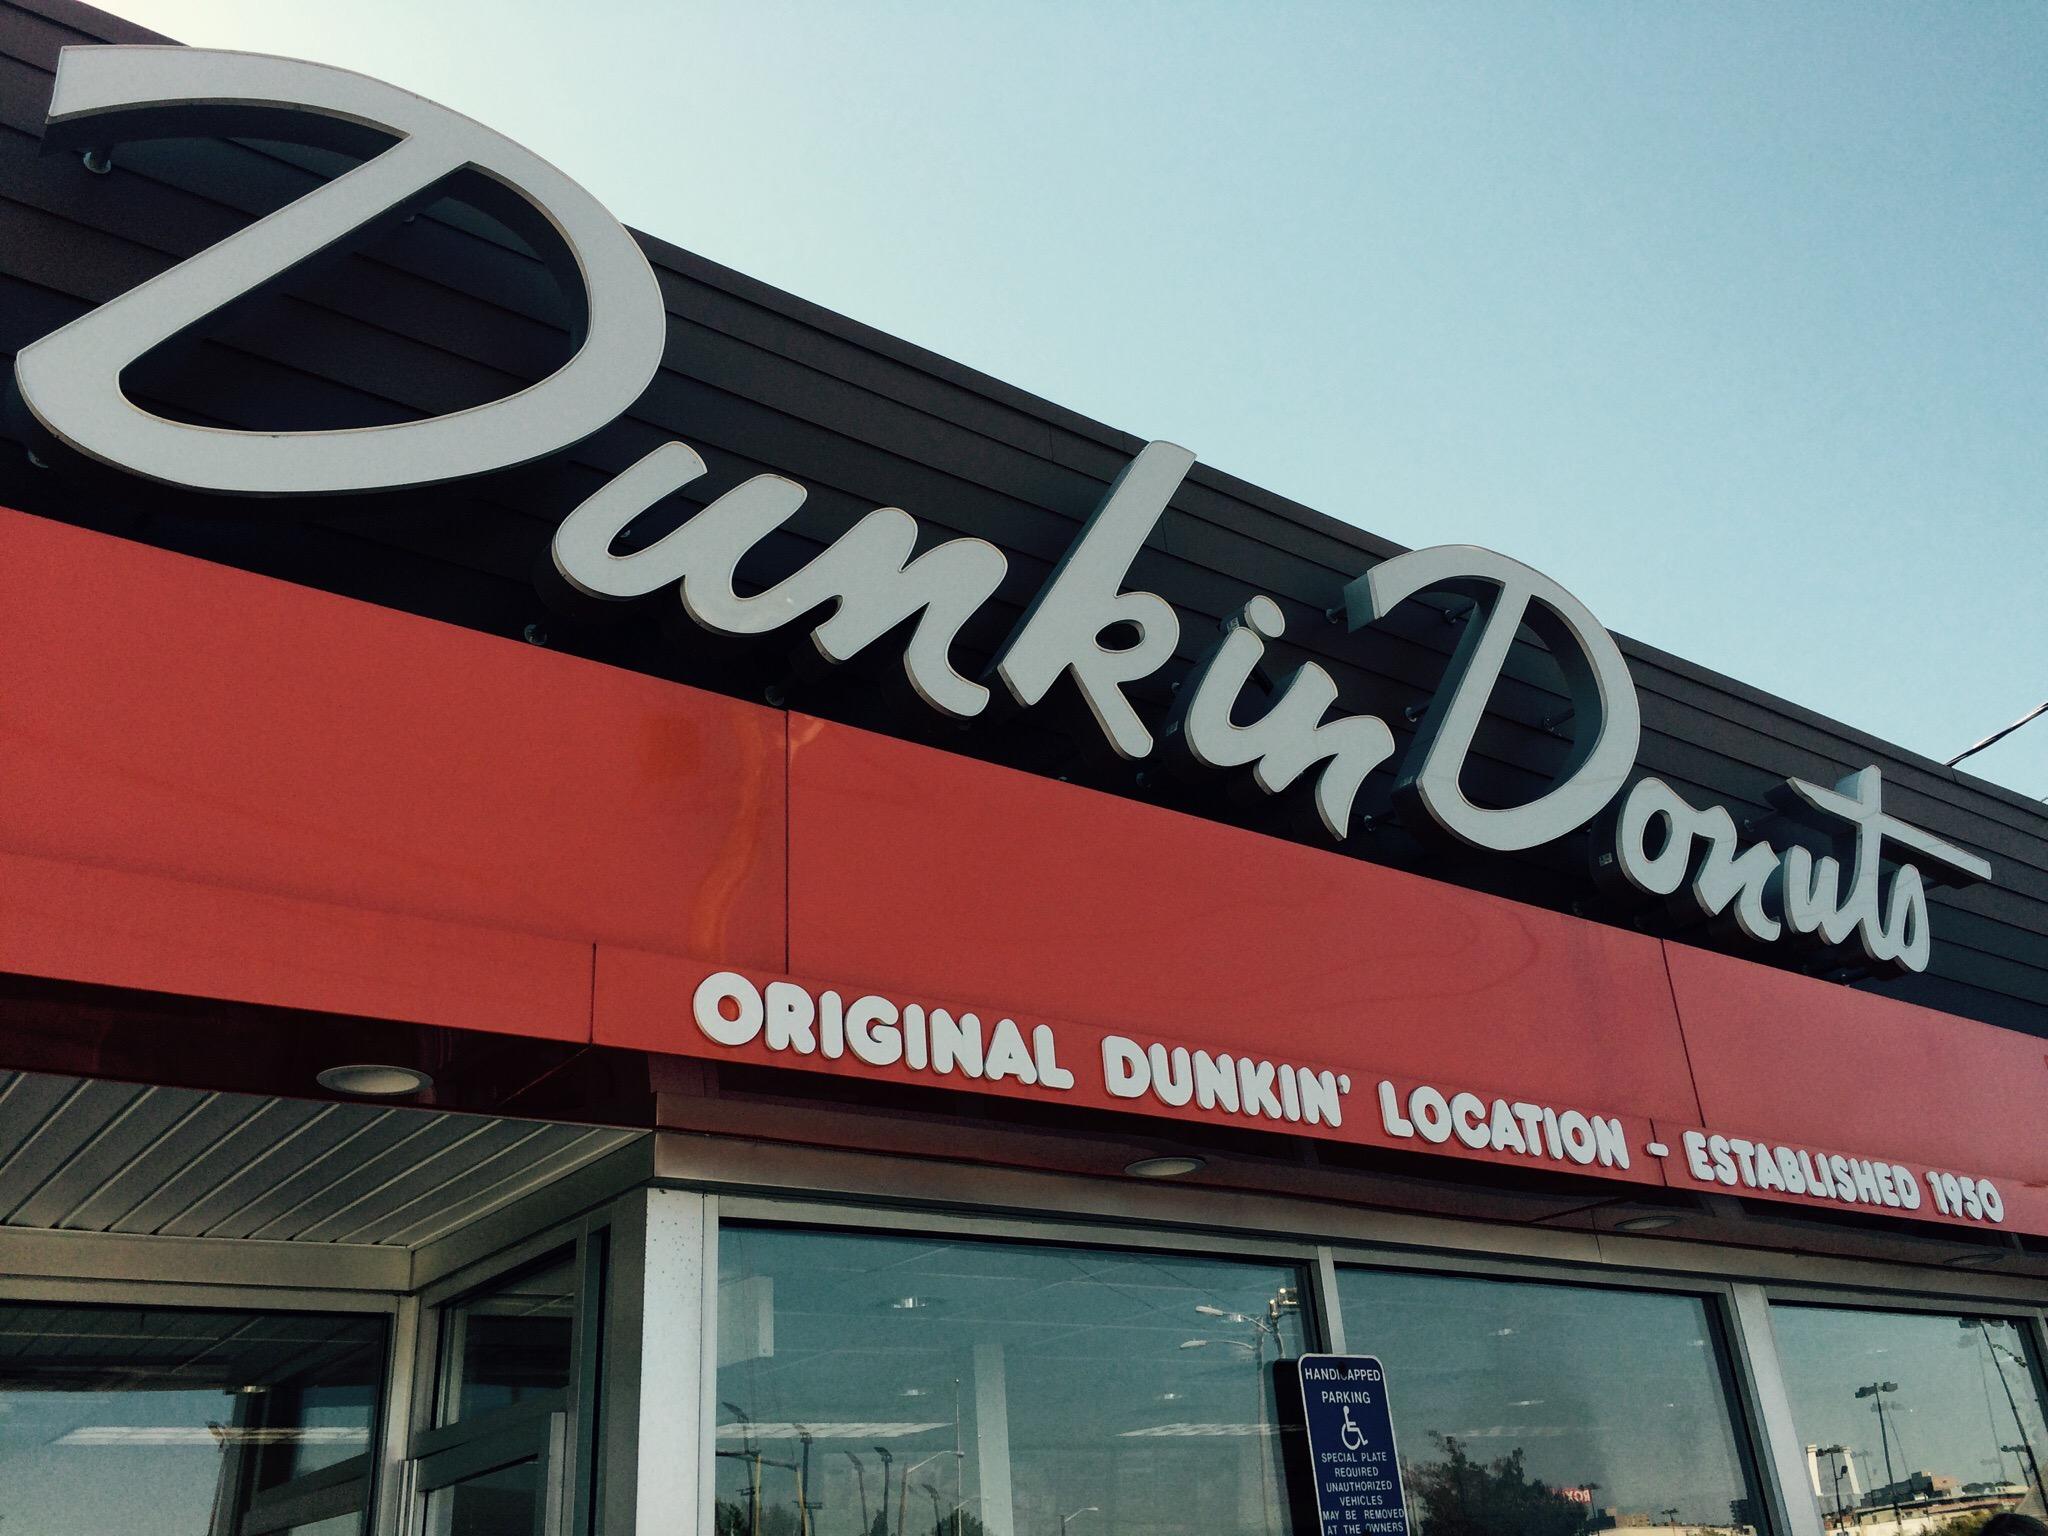 Dunkin Donuts
ORIGINAL DUNKIN' LOCATION - ESTABLISHED 1950
HANDICAPPED
PARKING
SPECIAL PLATE
REQUIRED
UNAUTHORIZED
VEHICLES
MAY BE REMOVED
AT THE OWNERS